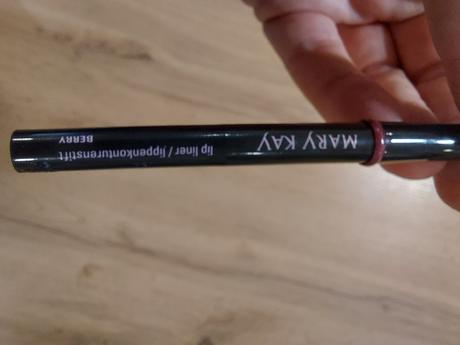 MARY KAY
lip liner / lippenkonturenstift
BERRY